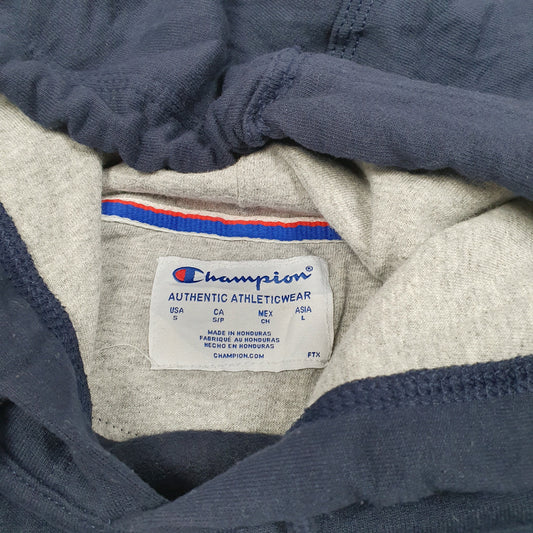 Champion®
AUTHENTIC ATHLETICWEAR
USA CA MEX ASIA
S S/P CH L
MADE IN HONDURAS
FABRIQUÉ AU HONDURAS
HECHO EN HONDURAS
CHAMPION.COM FTX